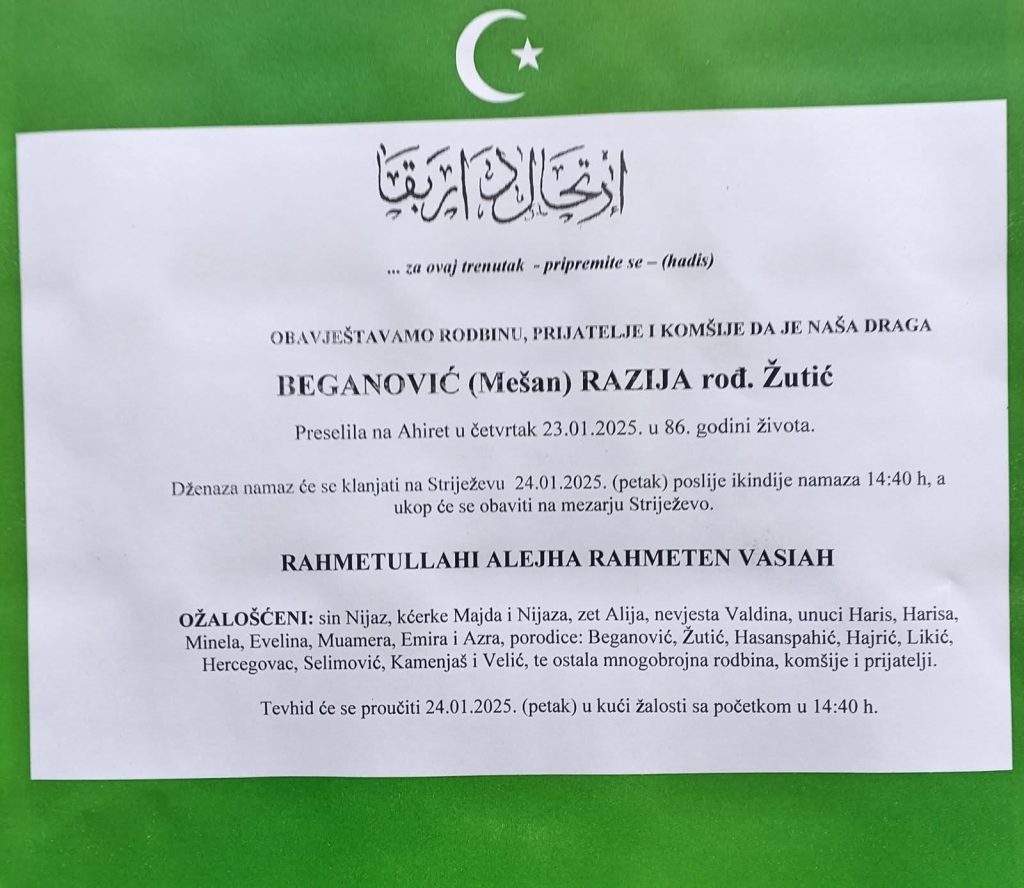 إرتحال دار بقا
... za ovaj trenutak - pripremite se – (hadis)
OBAVJEŠTAVAMO RODBINU, PRIJATELJE I KOMŠIJE DA JE NAŠA DRAGA
BEGANOVIĆ (Mešan) RAZIJA rođ. Žutić
Preselila na Ahiret u četvrtak 23.01.2025. u 86. godini života.
Dženaza namaz će se klanjati na Striježevu 24.01.2025. (petak) poslije ikindije namaza 14:40 h, a
ukop će se obaviti na mezarju Striježevo.
RAHMETULLAHI ALEJHA RAHMETEN VASIAH
OŽALOŠĆENI: sin Nijaz, kćerke Majda i Nijaza, zet Alija, nevjesta Valdina, unuci Haris, Harisa,
Minela, Evelina, Muamera, Emira i Azra, porodice: Beganović, Žutić, Hasanspahić, Hajrić, Likić,
Hercegovac, Selimović, Kamenjaš i Velić, te ostala mnogobrojna rodbina, komšije i prijatelji.
Tevhid će se proučiti 24.01.2025. (petak) u kući žalosti sa početkom u 14:40 h.